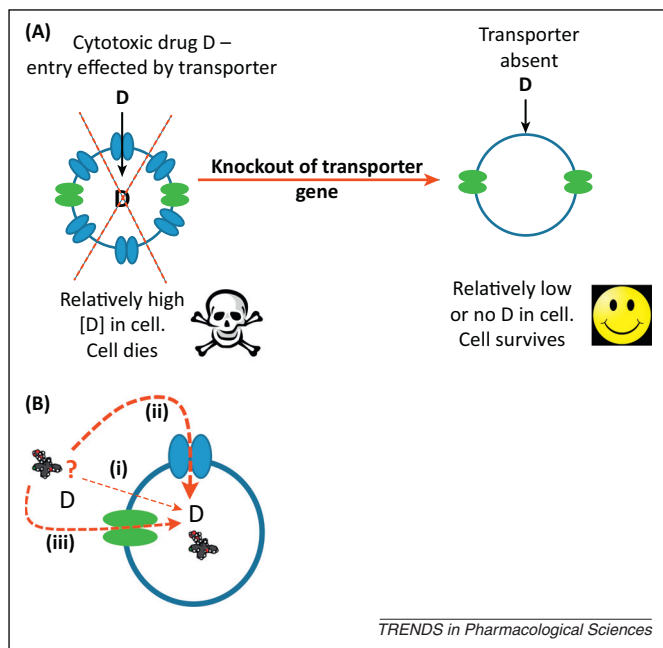 (A)
Cytotoxic drug D –
entry effected by transporter
D
D
Relatively high
[D] in cell.
Cell dies
Knockout of transporter
gene
Transporter
absent
D
Relatively low
or no D in cell.
Cell survives
(B)
(ii)
(i)
?
D
D
(iii)
TRENDS in Pharmacological Sciences